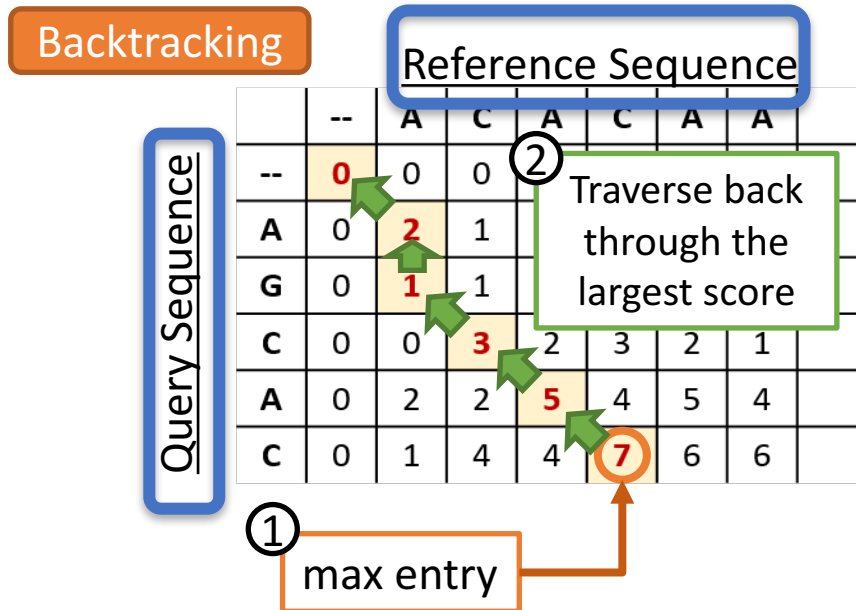 Backtracking
Reference Sequence
-- A C A C A A
-- 0 0 0
A 0 2 1
G 0 1 1
C 0 0 3 2 3 2 1
A 0 2 2 5 4 5 4
C 0 1 4 4 7 6 6
Query Sequence
2
Traverse back
through the
largest score
1
max entry